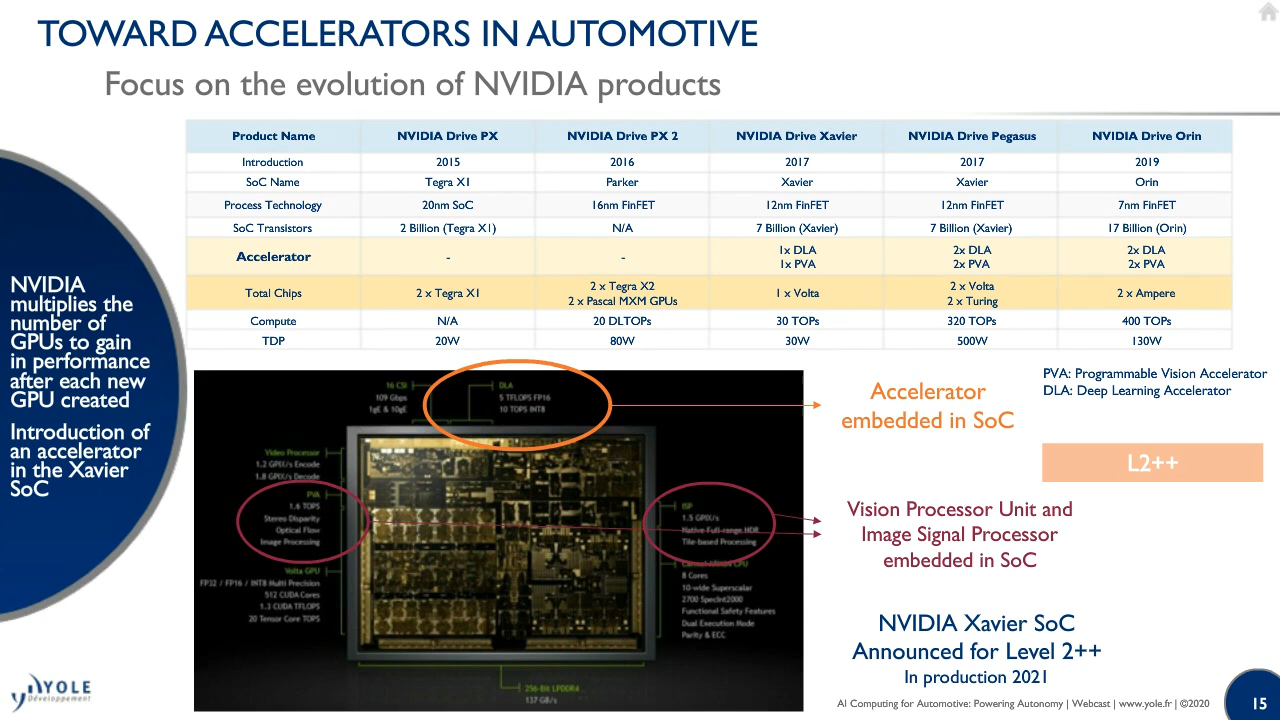 TOWARD ACCELERATORS IN AUTOMOTIVE
Focus on the evolution of NVIDIA products
Product Name NVIDIA Drive PX NVIDIA Drive PX 2 NVIDIA Drive Xavier NVIDIA Drive Pegasus NVIDIA Drive Orin
Introduction 2015 2016 2017 2017 2019
SoC Name Tegra X1 Parker Xavier Xavier Orin
Process Technology 20nm SoC 16nm FinFET 12nm FinFET 12nm FinFET 7nm FinFET
SoC Transistors 2 Billion (Tegra X1) N/A 7 Billion (Xavier) 7 Billion (Xavier) 17 Billion (Orin)
Accelerator - - 1x DLA 2x DLA 2x DLA
1x PVA 2x PVA 2x PVA
Total Chips 2 x Tegra X1 2 x Tegra X2 1 x Volta 2 x Volta 2 x Ampere
2 x Pascal MXM GPUs 2 x Turing
Compute N/A 20 DLTOPs 30 TOPs 320 TOPs 400 TOPs
TDP 20W 80W 30W 500W 130W
NVIDIA
multiplies the
number of
GPUs to gain
in performance
after each new
GPU created
Introduction of
an accelerator
in the Xavier
SoC
16 CSI
109 Gbps
1gE & 10gE
DLA
5 TFLOPS FP16
10 TOPS INT8
Video Processor
1.2 GPIX/s Encode
1.8 GPIX/s Decode
PVA
1.6 TOPS
Stereo Disparity
Optical Flow
Image Processing
Volta GPU
FP32 / FP16 / INT8 Multi Precision
512 CUDA Cores
1.3 CUDA TFLOPS
20 Tensor Core TOPS
ISP
1.5 GPIX/s
Native Full-range HDR
Tile-based Processing
CPU
8 Cores
10-wide Superscalar
2700 SpecInt2000
Functional Safety Features
Dual Execution Mode
Parity & ECC
256-Bit LPDDR4
137 GB/s
Accelerator
embedded in SoC
PVA: Programmable Vision Accelerator
DLA: Deep Learning Accelerator
L2++
Vision Processor Unit and
Image Signal Processor
embedded in SoC
NVIDIA Xavier SoC
Announced for Level 2++
In production 2021
YOLE
Développement
AI Computing for Automotive: Powering Autonomy | Webcast | www.yole.fr | ©2020
15